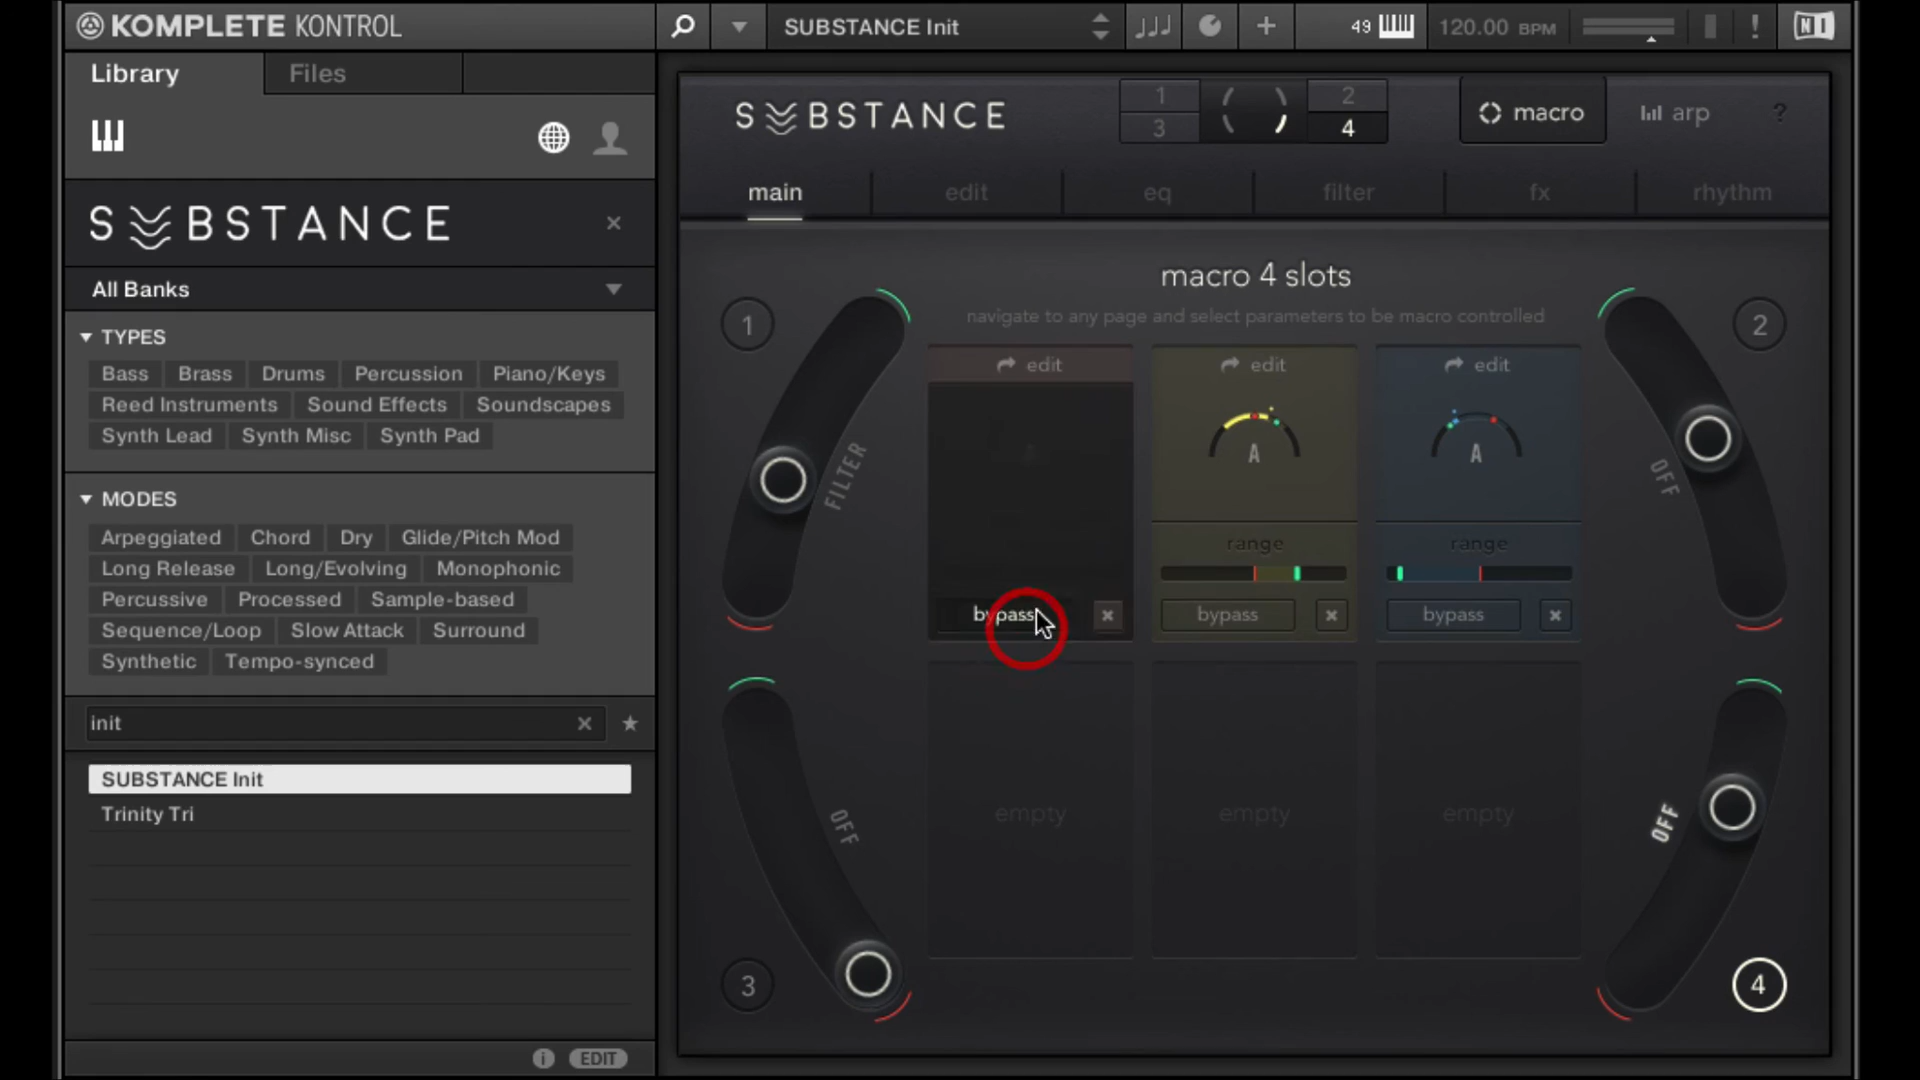 KOMPLETE KONTROL
SUBSTANCE Init
49
120.00 BPM
Library
Files
SUBSTANCE
All Banks
TYPES
Bass
Brass
Drums
Percussion
Piano/Keys
Reed Instruments
Sound Effects
Soundscapes
Synth Lead
Synth Misc
Synth Pad
MODES
Arpeggiated
Chord
Dry
Glide/Pitch Mod
Long Release
Long/Evolving
Monophonic
Percussive
Processed
Sample-based
Sequence/Loop
Slow Attack
Surround
Synthetic
Tempo-synced
init
SUBSTANCE Init
Trinity Tri
EDIT
SUBSTANCE
1
2
3
4
macro
arp
?
main
edit
eq
filter
fx
rhythm
macro 4 slots
navigate to any page and select parameters to be macro controlled
1
FILTER
2
OFF
edit
edit
edit
A
A
range
range
bypass
bypass
bypass
empty
empty
empty
OFF
OFF
3
4